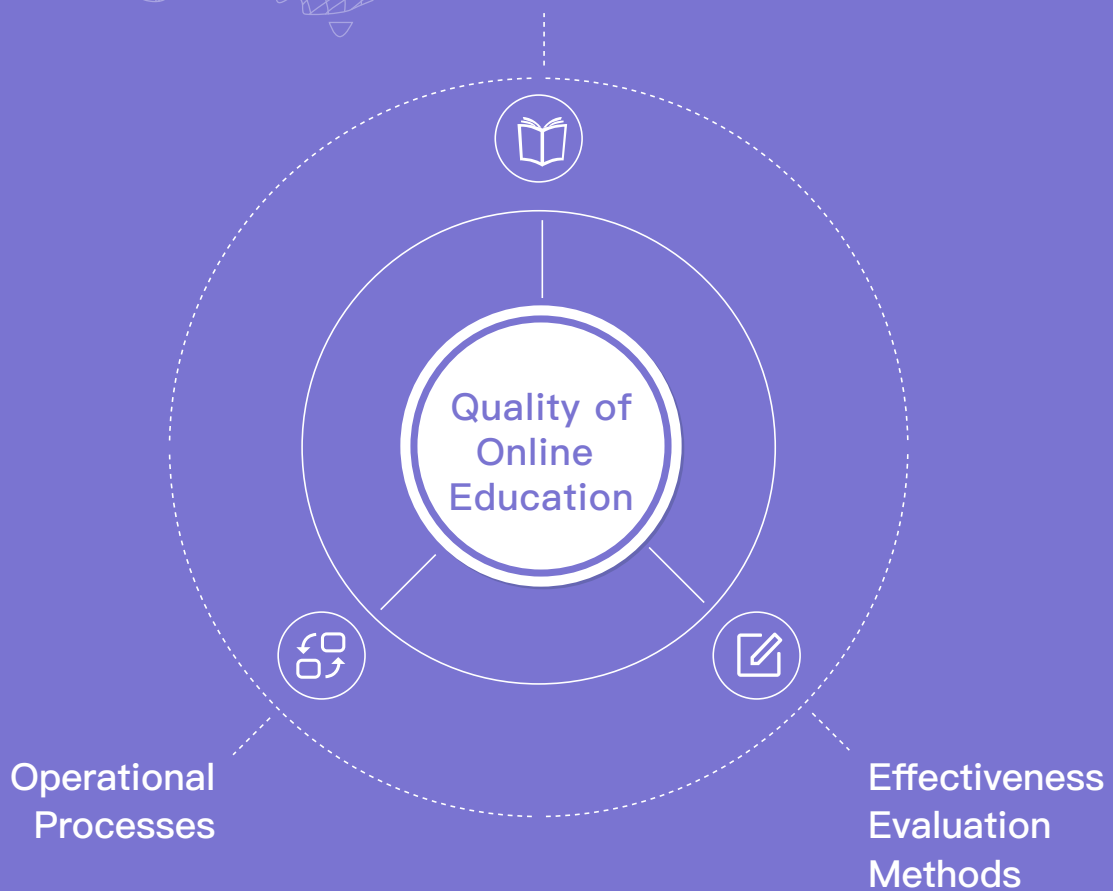 Quality of
Online
Education
Operational
Processes
Effectiveness
Evaluation
Methods